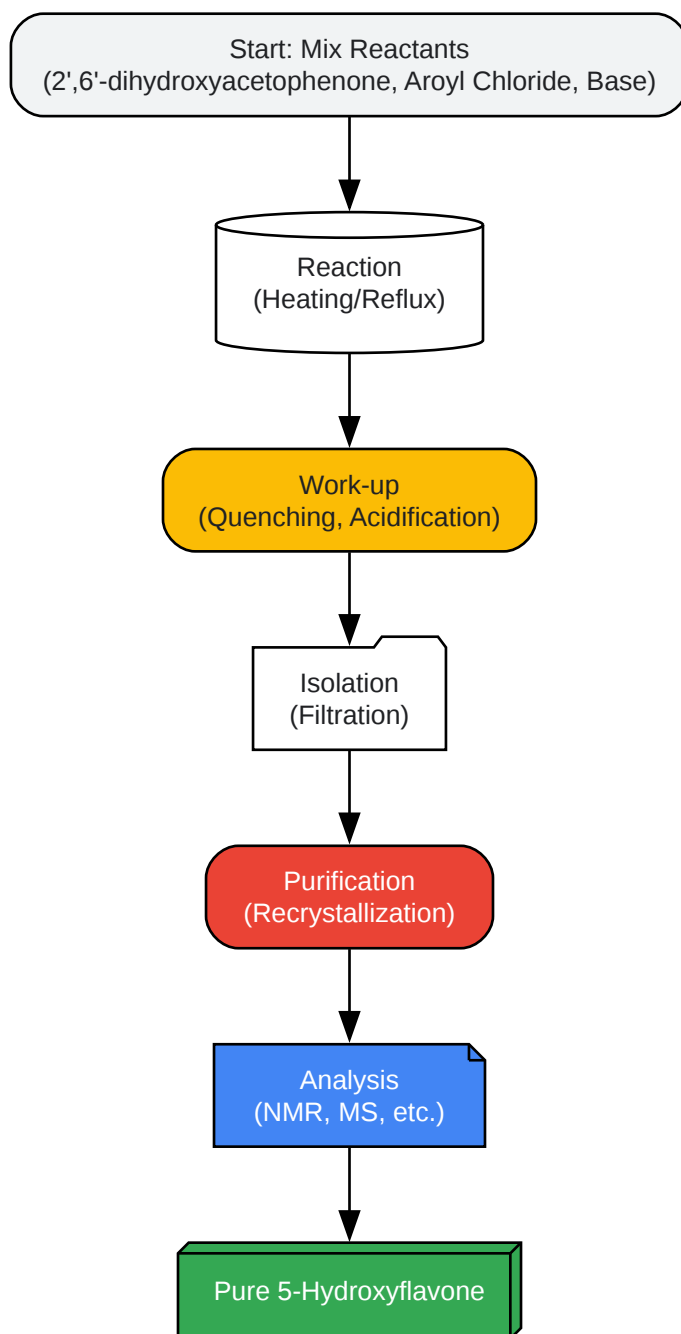 Start: Mix Reactants
(2',6'-dihydroxyacetophenone, Aroyl Chloride, Base)
Reaction
(Heating/Reflux)
Work-up
(Quenching, Acidification)
Isolation
(Filtration)
Purification
(Recrystallization)
Analysis
(NMR, MS, etc.)
Pure 5-Hydroxyflavone